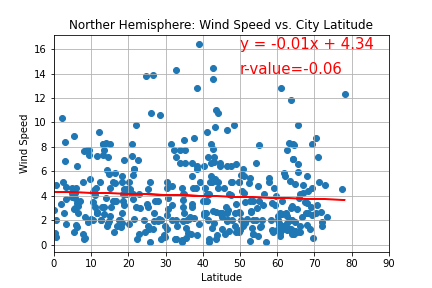 Norther Hemisphere: Wind Speed vs. City Latitude
y = -0.01x + 4.34
r-value=-0.06
Wind Speed
16
14
12
10
8
6
4
2
0
0 10 20 30 40 50 60 70 80 90
Latitude